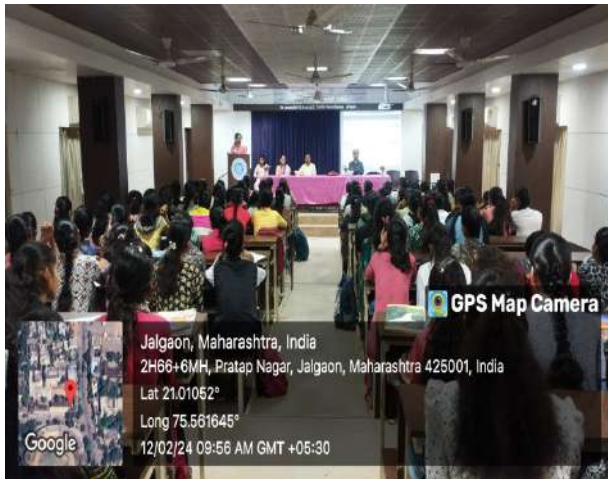 GPS Map Camera
Jalgaon, Maharashtra, India
2H66+6MH, Pratap Nagar, Jalgaon, Maharashtra 425001, India
Lat 21.01052°
Long 75.561645°
12/02/24 09:56 AM GMT +05:30
Google